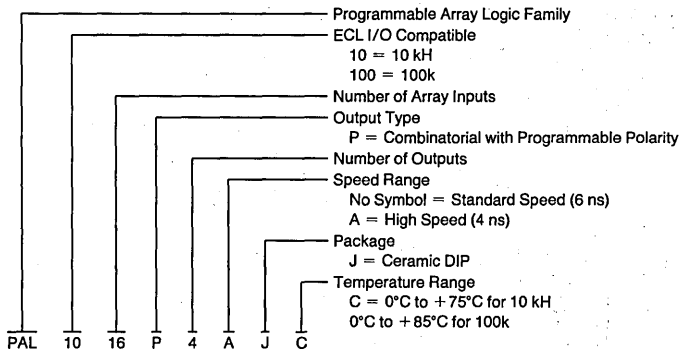 Programmable Array Logic Family
ECL I/O Compatible
10 = 10 kH
100 = 100k
Number of Array Inputs
Output Type
P = Combinatorial with Programmable Polarity
Number of Outputs
Speed Range
No Symbol = Standard Speed (6 ns)
A = High Speed (4 ns)
Package
J = Ceramic DIP
Temperature Range
C = 0°C to +75°C for 10 kH
0°C to +85°C for 100k
PAL 10 16 P 4 A J C